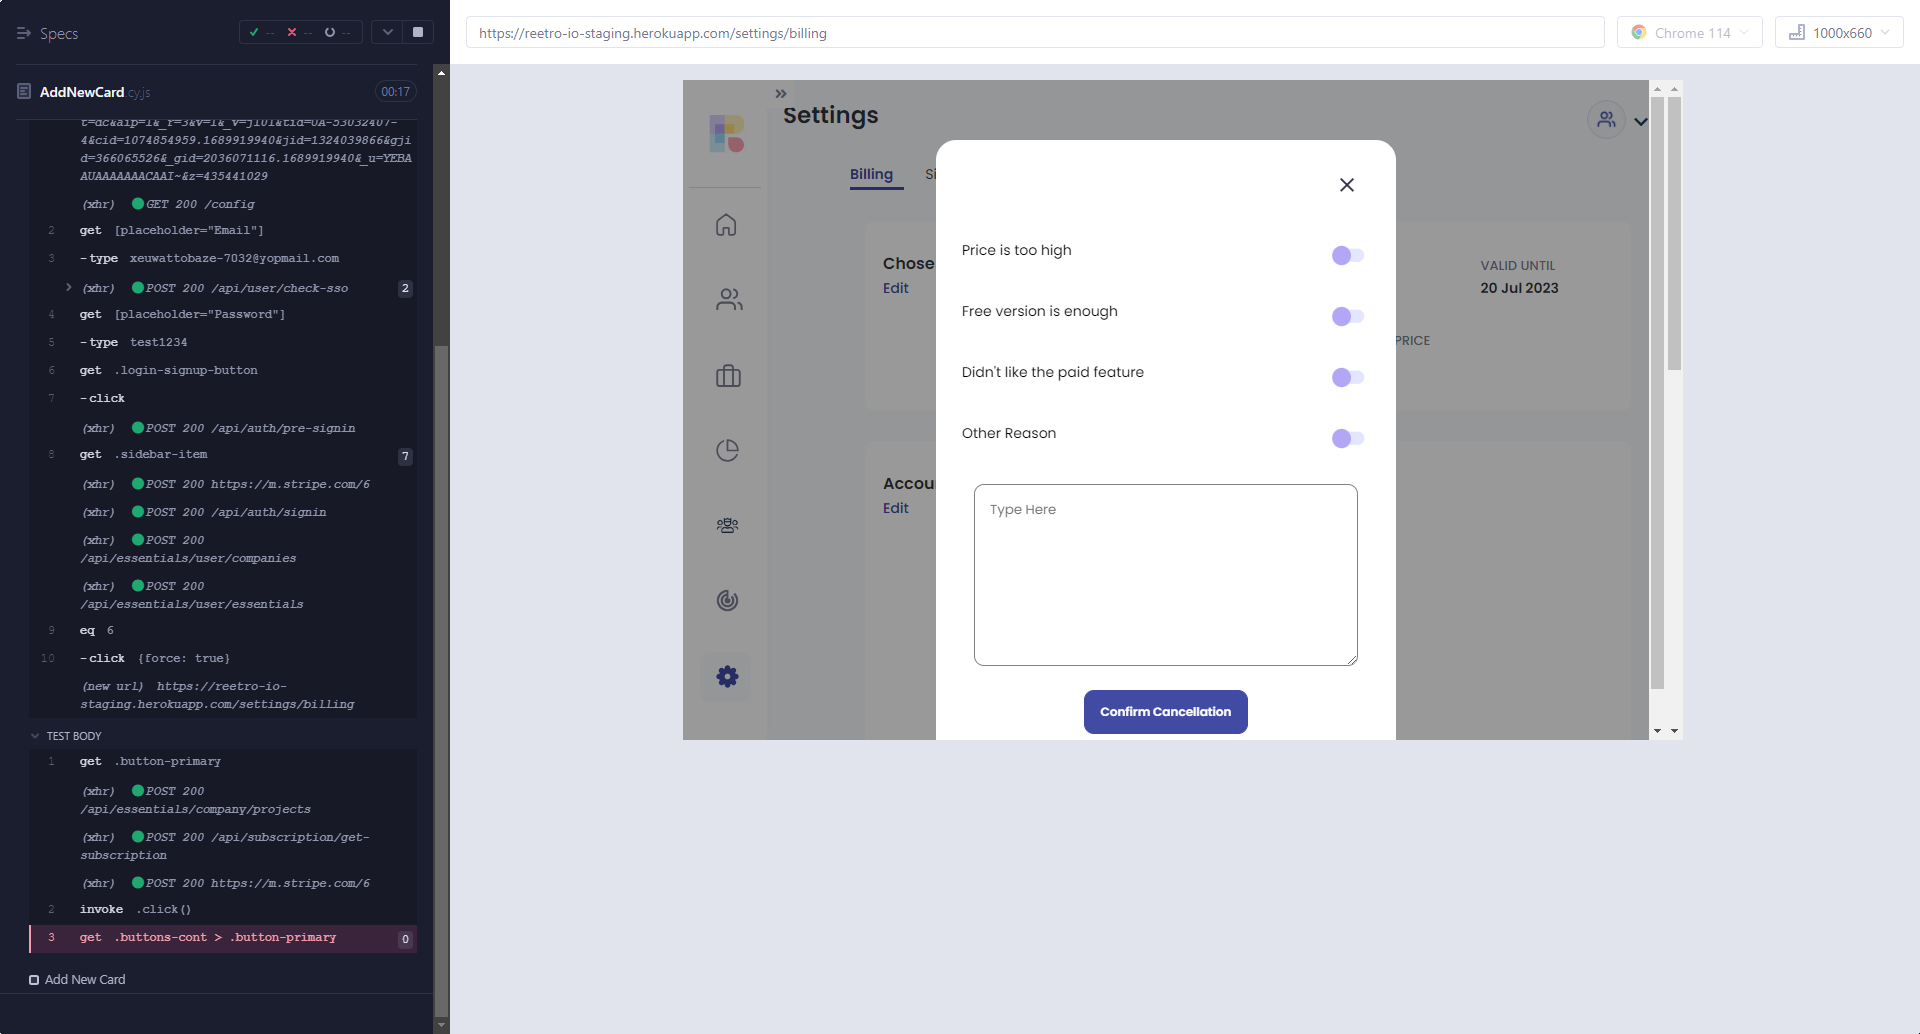 Specs
-- -- --
AddNewCard.cy.js 00:17
t=dc&aip=1&_r=3&v=1&_v=j101&tid=UA-53032407-
4&cid=1074854959.1689919940&jid=1324039866&gji
d=366065526&_gid=2036071116.1689919940&_u=YEBA
AUAAAAAAACAAI~&z=435441029
(xhr) GET 200 /config
2 get [placeholder="Email"]
3 -type xeuwattobaze-7032@yopmail.com
(xhr) POST 200 /api/user/check-sso 2
4 get [placeholder="Password"]
5 -type test1234
6 get .login-signup-button
7 -click
(xhr) POST 200 /api/auth/pre-signin
8 get .sidebar-item 7
(xhr) POST 200 https://m.stripe.com/6
(xhr) POST 200 /api/auth/signin
(xhr) POST 200
/api/essentials/user/companies
(xhr) POST 200
/api/essentials/user/essentials
9 eq 6
10 -click {force: true}
(new url) https://reetro-io-
staging.herokuapp.com/settings/billing
TEST BODY
1 get .button-primary
(xhr) POST 200
/api/essentials/company/projects
(xhr) POST 200 /api/subscription/get-
subscription
(xhr) POST 200 https://m.stripe.com/6
2 invoke .click()
3 get .buttons-cont > .button-primary 0
Add New Card
https://reetro-io-staging.herokuapp.com/settings/billing
Chrome 114
1000x660
Settings
Billing Si
Chose
Edit
VALID UNTIL
20 Jul 2023
PRICE
Accou
Edit
Price is too high
Free version is enough
Didn't like the paid feature
Other Reason
Type Here
Confirm Cancellation